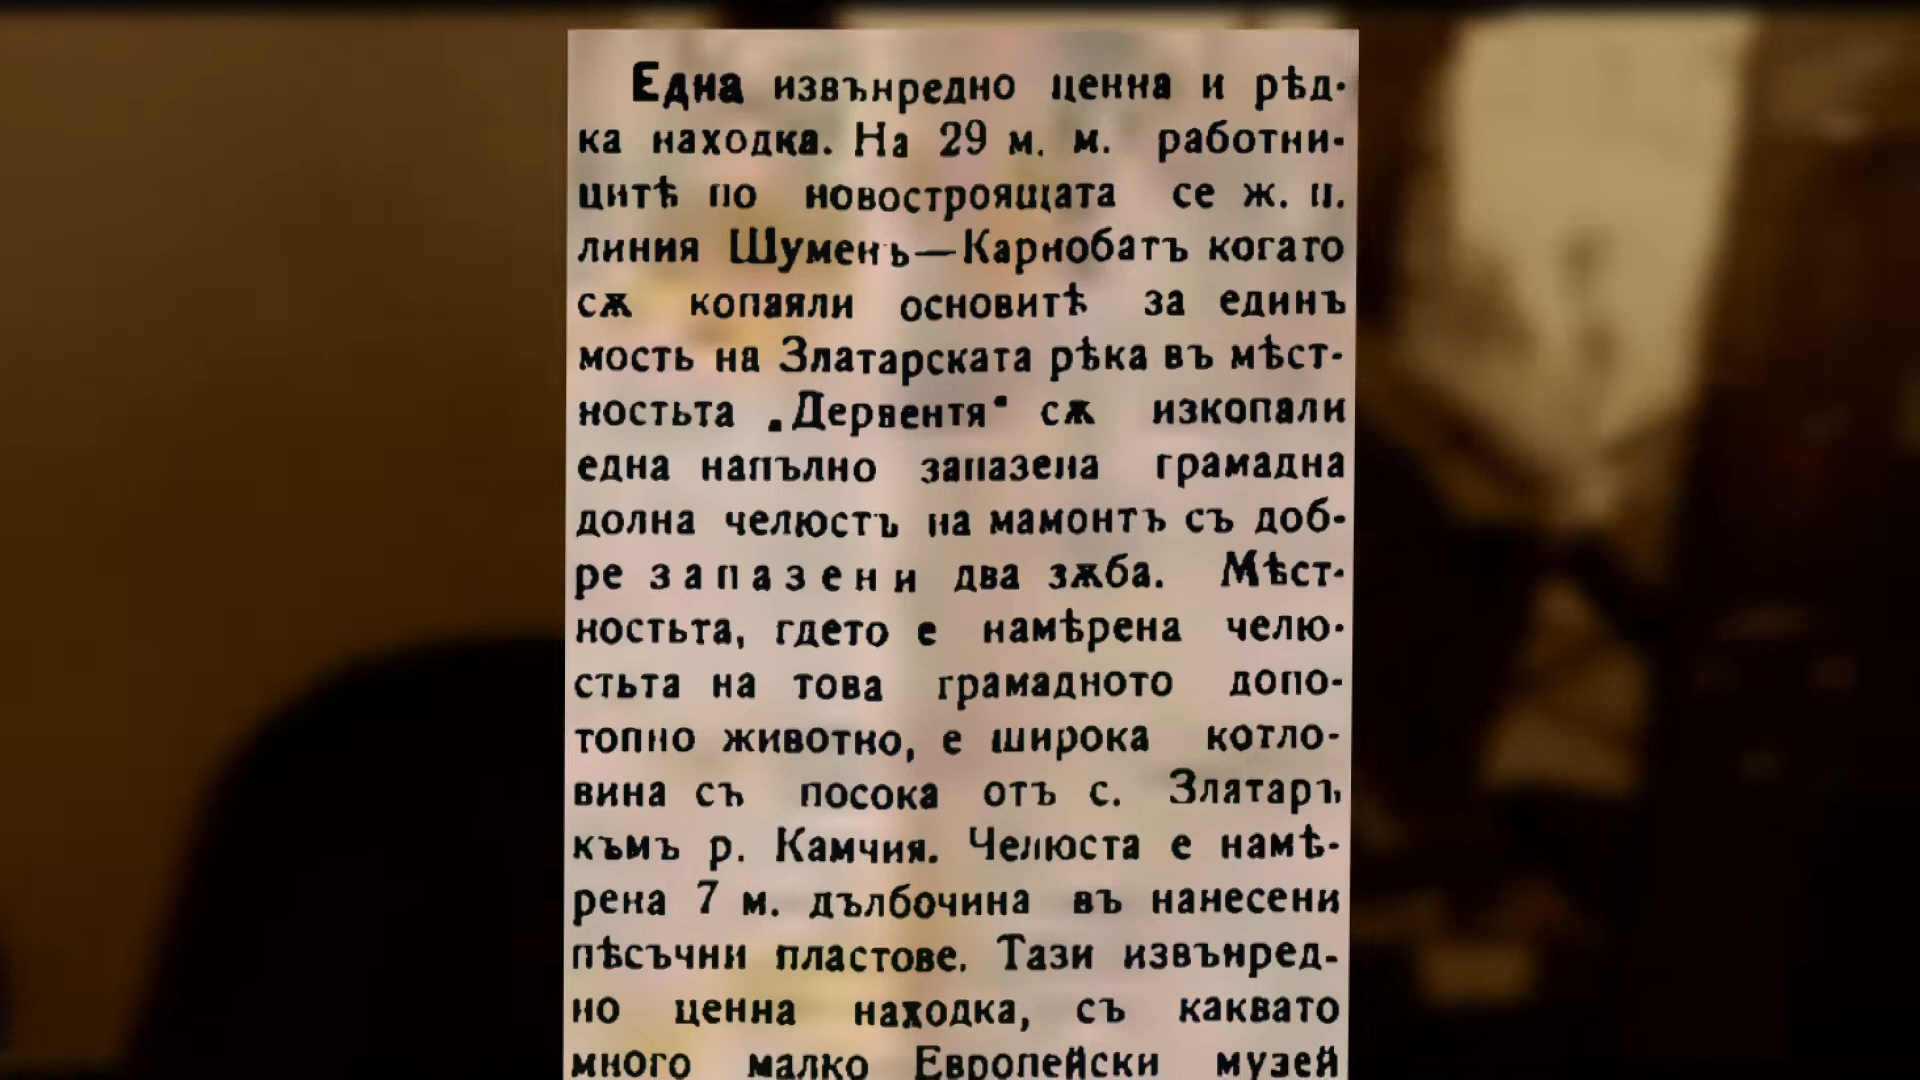 Една извънредно ценна и рѣд-
ка находка. На 29 м. м. работни-
цитѣ по новостроящата се ж. п.
линия Шуменъ—Карнобатъ когато
сѫ копаяли основитѣ за единъ
мость на Златарската рѣка въ мѣст-
ностьта „Дервентя“ сѫ изкопали
една напълно запазена грамадна
долна челюсть на мамонтъ съ доб-
ре запазени два зѫба. Мѣст-
ностьта, гдето е намѣрена челю-
стьта на това грамадното допо-
топно животно, е широка котло-
вина съ посока отъ с. Златаръ
къмъ р. Камчия. Челюста е намѣ-
рена 7 м. дълбочина въ нанесени
пѣсъчни пластове. Тази извънред-
но ценна находка, съ каквато
много малко Европейски музей